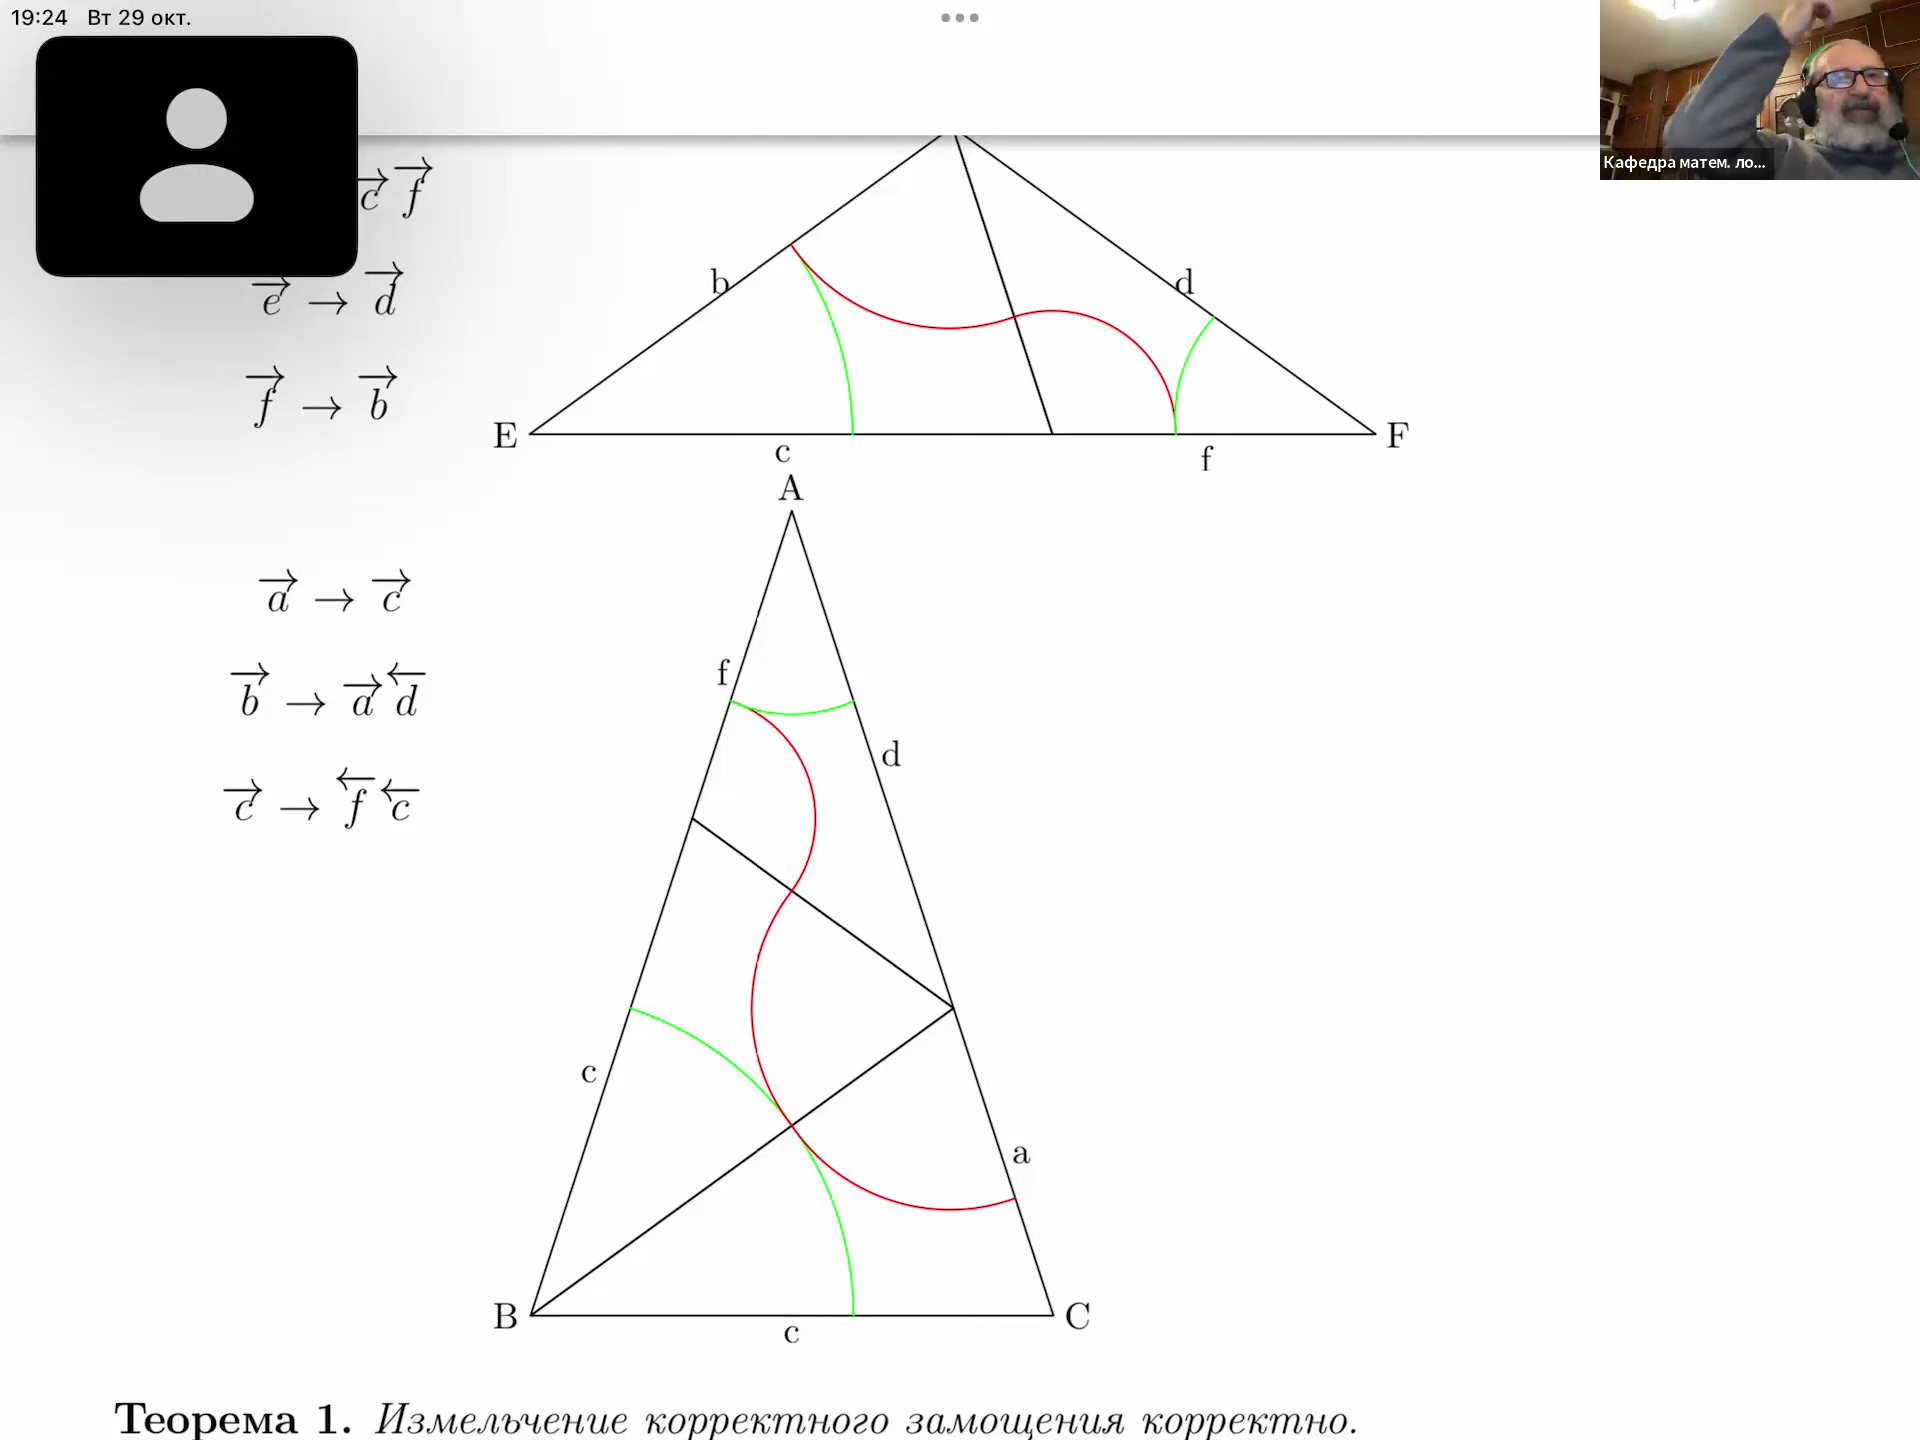 19:24 Вт 29 окт.
Кафедра матем. ло...
c⃗ f⃗
e⃗ → d⃗
f⃗ → b⃗
b
d
E
F
c
f
A
a⃗ → c⃗
b⃗ → a⃗ d⃖
c⃗ → f⃖ c⃖
f
d
c
a
B
C
c
Теорема 1. Измельчение корректного замощения корректно.